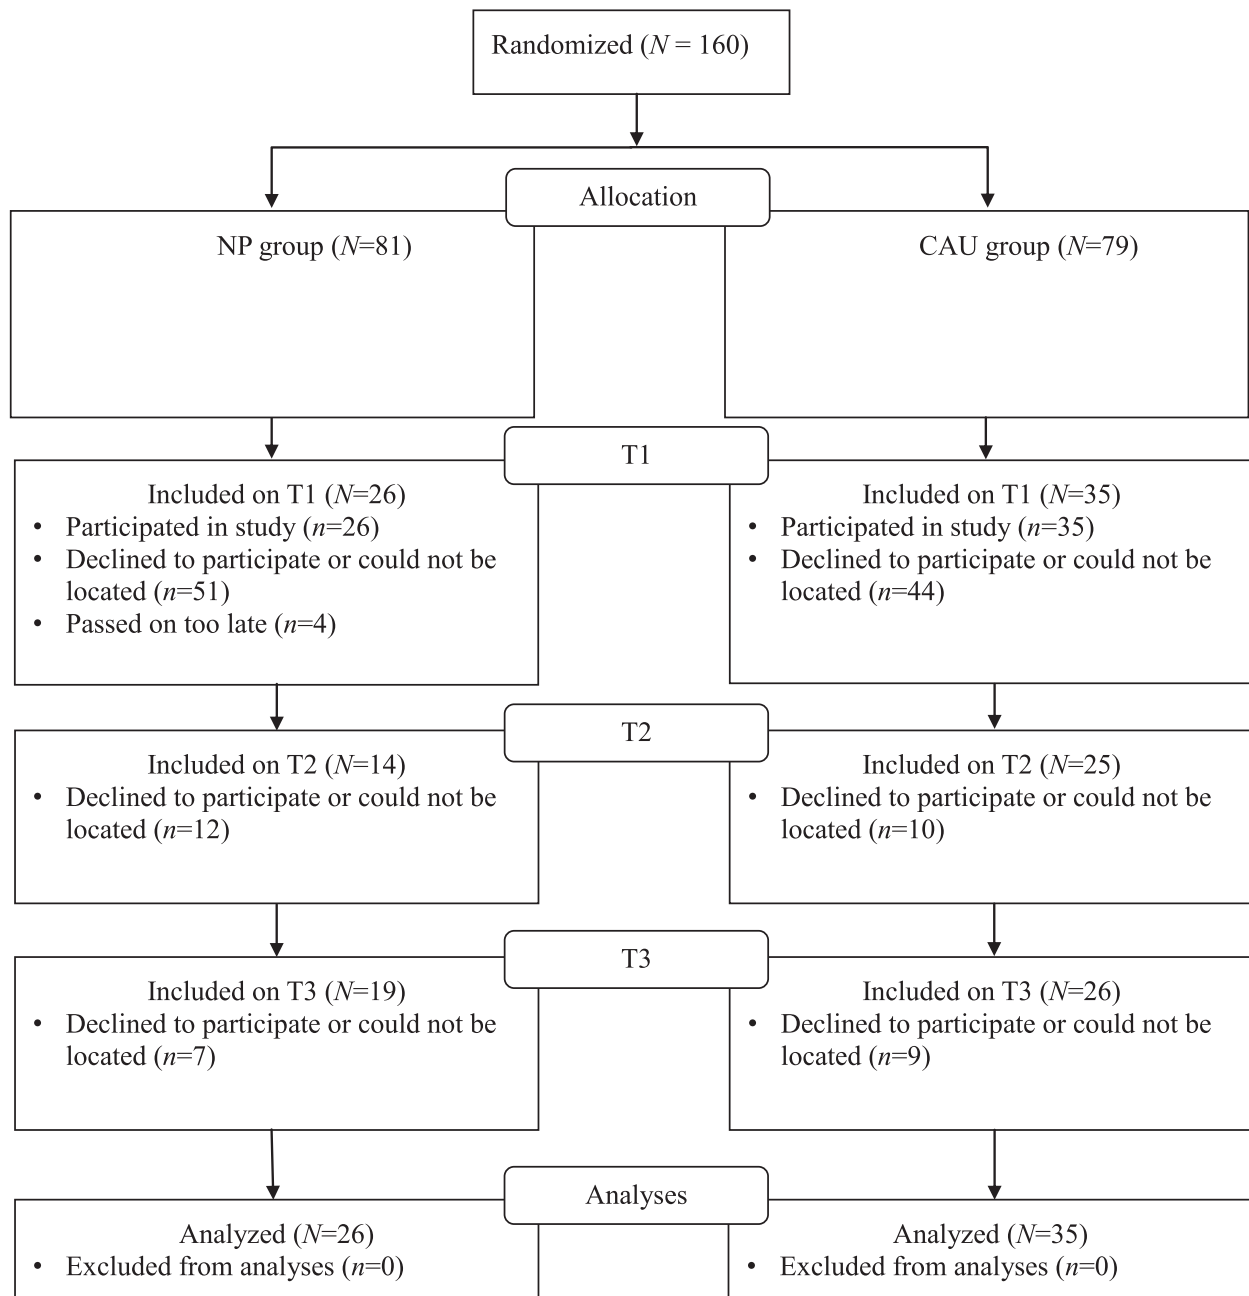 Randomized (N = 160)
Allocation
NP group (N=81)
CAU group (N=79)
T1
Included on T1 (N=26)
• Participated in study (n=26)
• Declined to participate or could not be
located (n=51)
• Passed on too late (n=4)
Included on T1 (N=35)
• Participated in study (n=35)
• Declined to participate or could not be
located (n=44)
T2
Included on T2 (N=14)
• Declined to participate or could not be
located (n=12)
Included on T2 (N=25)
• Declined to participate or could not be
located (n=10)
T3
Included on T3 (N=19)
• Declined to participate or could not be
located (n=7)
Included on T3 (N=26)
• Declined to participate or could not be
located (n=9)
Analyses
Analyzed (N=26)
• Excluded from analyses (n=0)
Analyzed (N=35)
• Excluded from analyses (n=0)